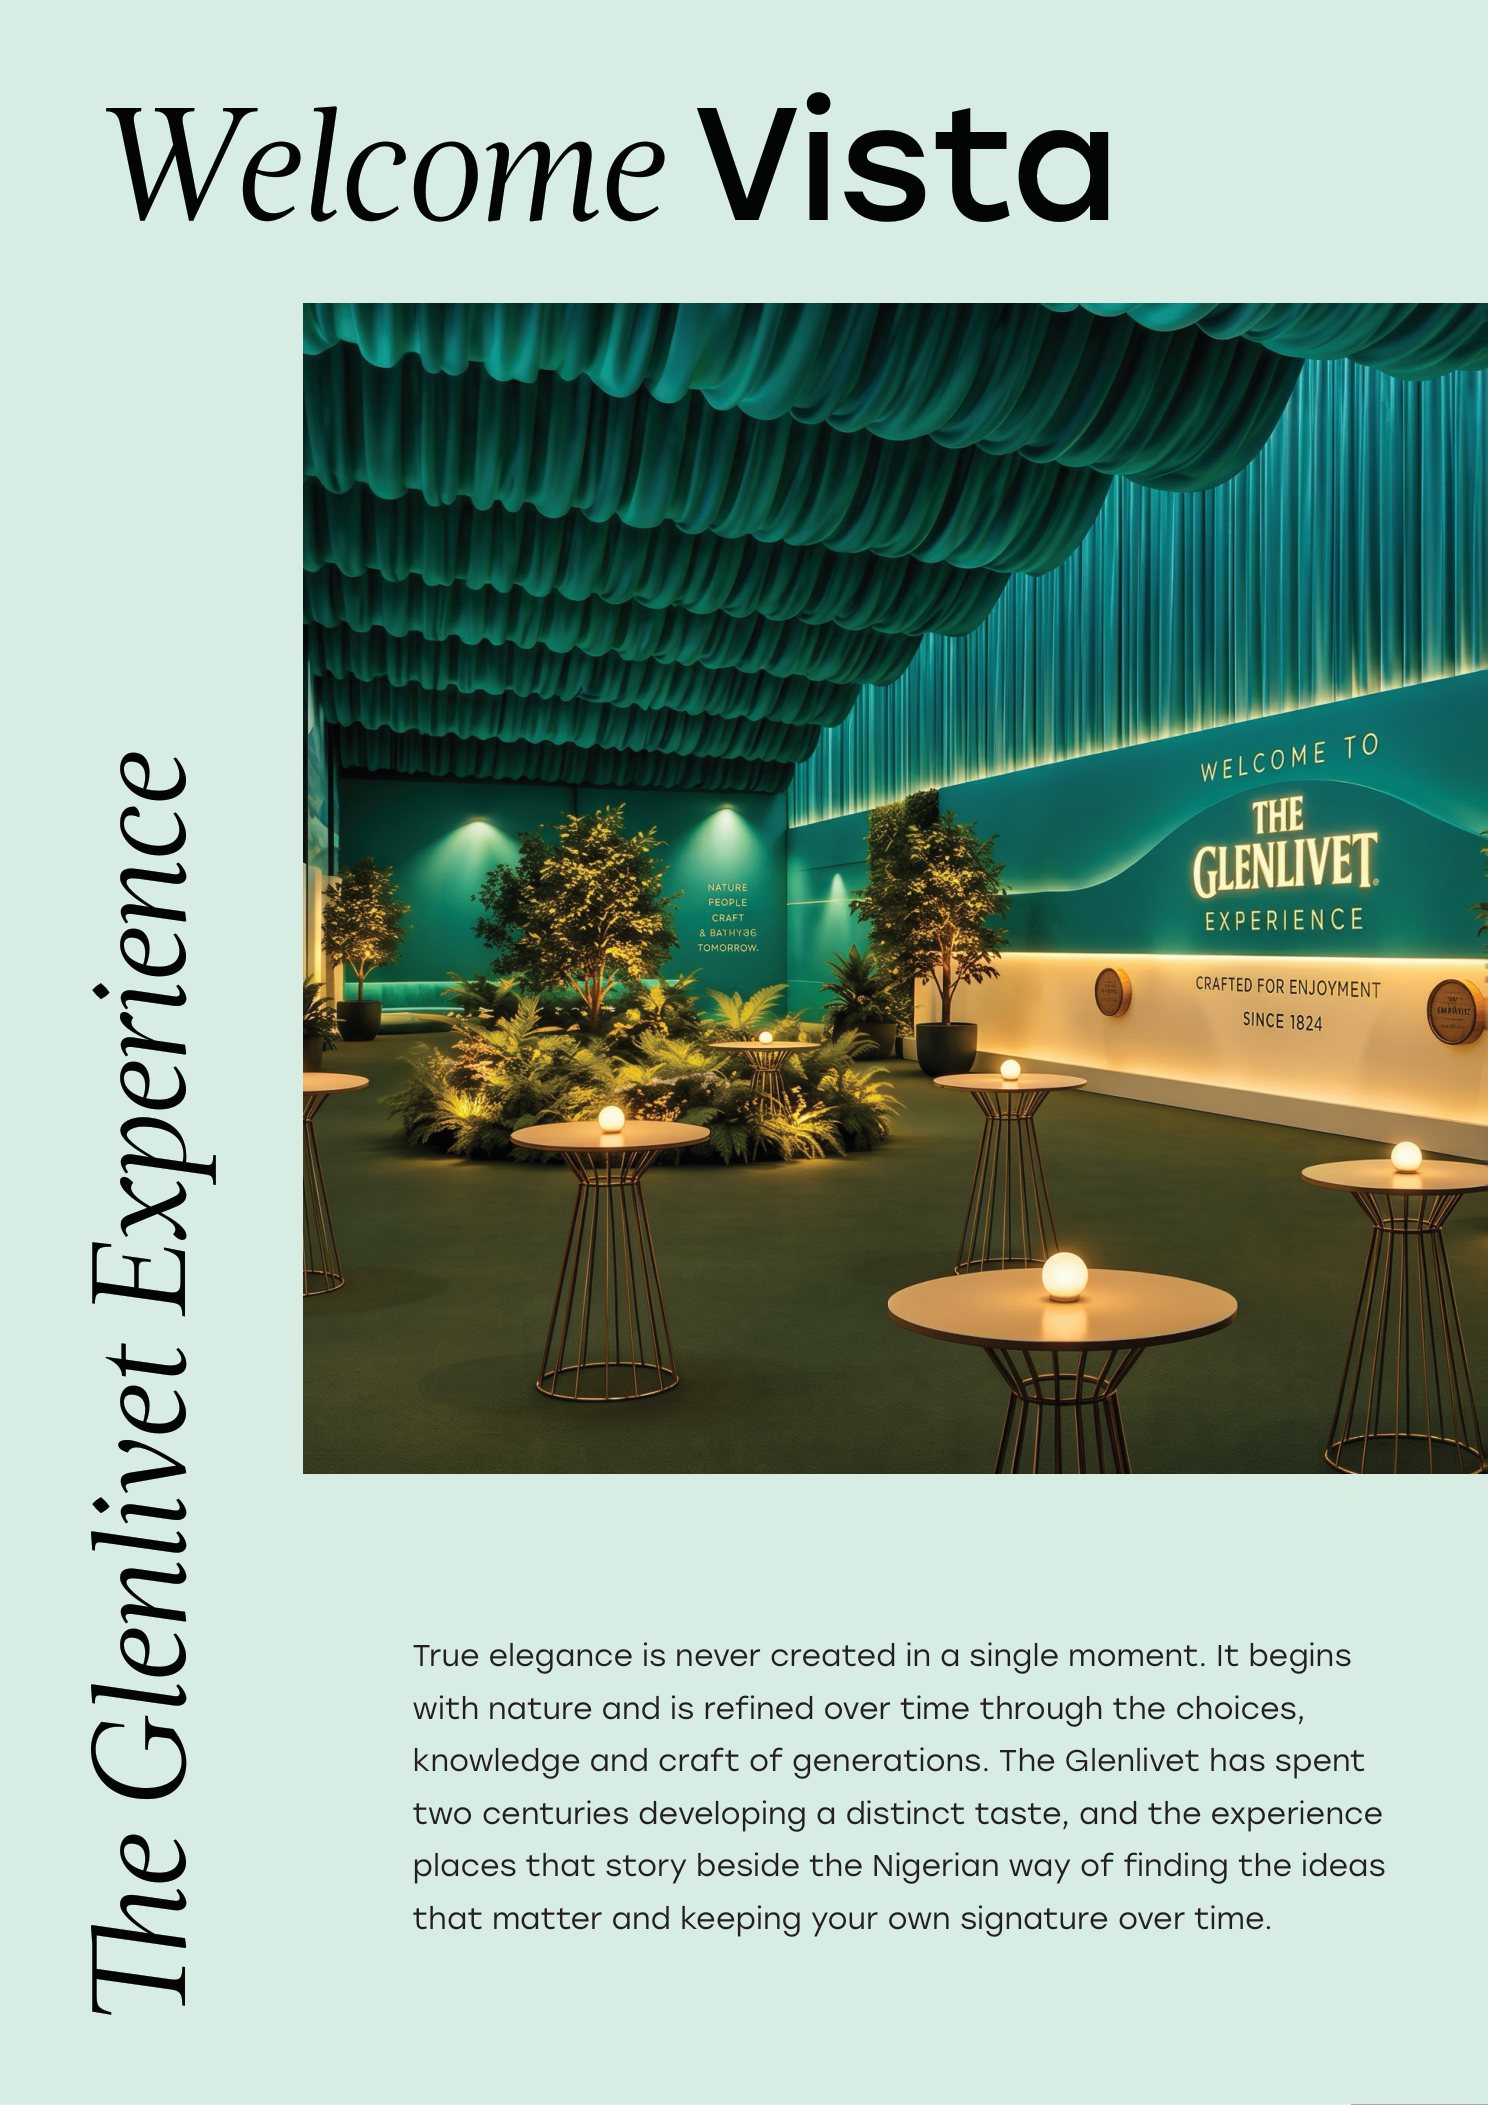 Welcome Vista
The Glenlivet Experience
WELCOME TO
THE
GLENLIVET®
EXPERIENCE
CRAFTED FOR ENJOYMENT
SINCE 1824
NATURE
PEOPLE
CRAFT
&
TOMORROW.
True elegance is never created in a single moment. It begins
with nature and is refined over time through the choices,
knowledge and craft of generations. The Glenlivet has spent
two centuries developing a distinct taste, and the experience
places that story beside the Nigerian way of finding the ideas
that matter and keeping your own signature over time.